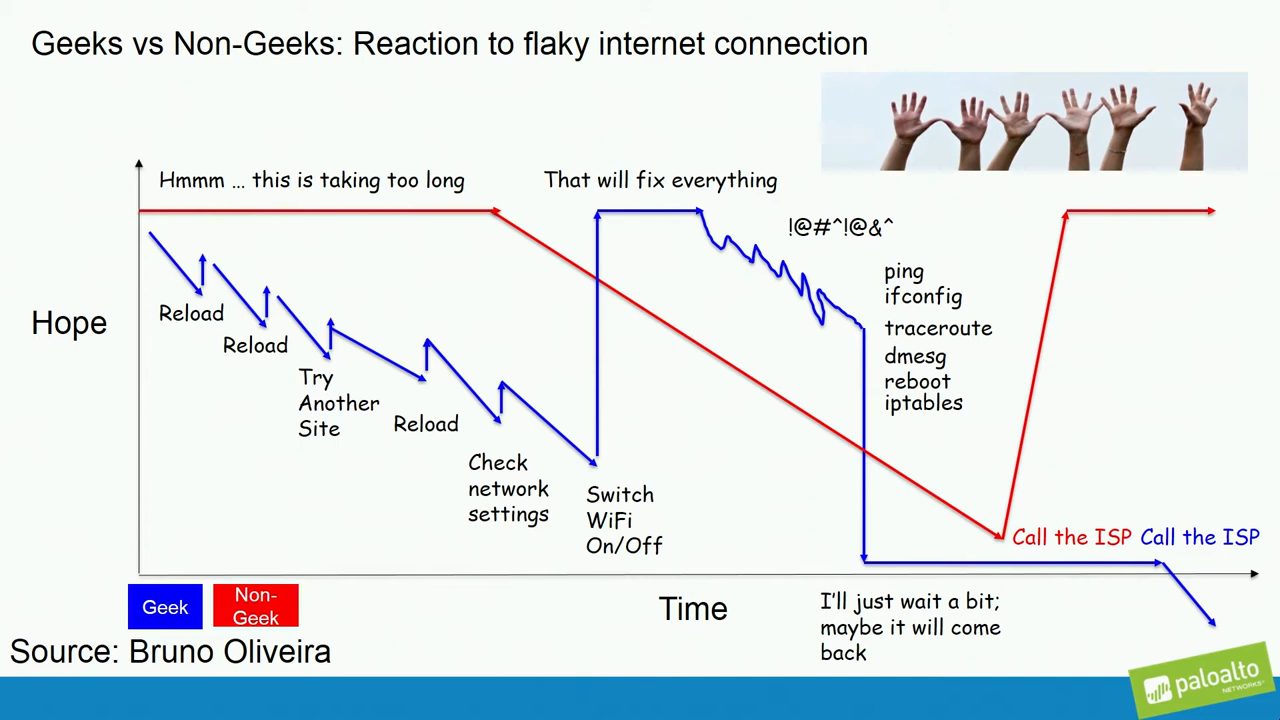 Geeks vs Non-Geeks: Reaction to flaky internet connection
Hmmm … this is taking too long
That will fix everything
!@#^!@&^
ping
ifconfig
traceroute
dmesg
reboot
iptables
Hope
Reload
Reload
Try
Another
Site
Reload
Check
network
settings
Switch
WiFi
On/Off
Call the ISP
Call the ISP
Geek
Non-
Geek
Time
I'll just wait a bit;
maybe it will come
back
Source: Bruno Oliveira
paloalto
NETWORKS